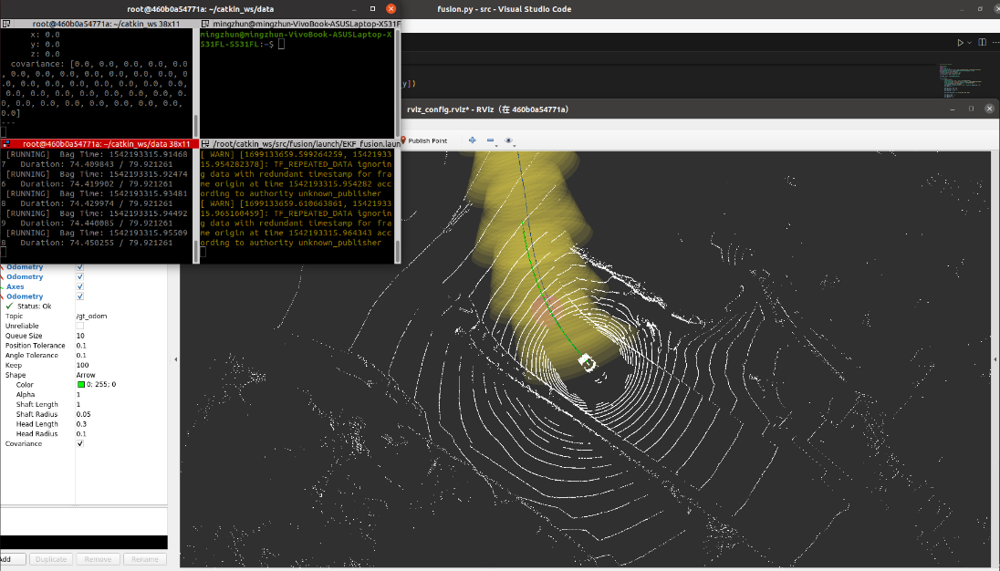 root@460b0a54771a: ~/catkin_ws/data
fusion.py - src - Visual Studio Code
root@460b0a54771a: ~/catkin_ws 38x11
x: 0.0
y: 0.0
z: 0.0
covariance: [0.0, 0.0, 0.0, 0.0, 0.0
, 0.0, 0.0, 0.0, 0.0, 0.0, 0.0, 0.0, 0
.0, 0.0, 0.0, 0.0, 0.0, 0.0, 0.0, 0.0,
0.0, 0.0, 0.0, 0.0, 0.0, 0.0, 0.0, 0.
0, 0.0, 0.0, 0.0, 0.0, 0.0, 0.0, 0.0,
0.0]
---
mingzhun@mingzhun-VivoBook-ASUSLaptop-X531F
mingzhun@mingzhun-VivoBook-ASUSLaptop-X
531FL-S531FL:~$
y])
root@460b0a54771a: ~/catkin_ws/data 38x11
[RUNNING] Bag Time: 1542193315.91468
7 Duration: 74.409843 / 79.921261
[RUNNING] Bag Time: 1542193315.92474
6 Duration: 74.419902 / 79.921261
[RUNNING] Bag Time: 1542193315.93481
8 Duration: 74.429974 / 79.921261
[RUNNING] Bag Time: 1542193315.94492
9 Duration: 74.440085 / 79.921261
[RUNNING] Bag Time: 1542193315.95509
8 Duration: 74.450255 / 79.921261
/root/catkin_ws/src/fusion/launch/EKF_fusion.laun
[ WARN] [1699133659.599264259, 15421933
15.954282378]: TF_REPEATED_DATA ignorin
g data with redundant timestamp for fra
me origin at time 1542193315.954282 acc
ording to authority unknown_publisher
[ WARN] [1699133659.610663861, 15421933
15.965160459]: TF_REPEATED_DATA ignorin
g data with redundant timestamp for fra
me origin at time 1542193315.964343 acc
ording to authority unknown_publisher
rviz_config.rviz* - RViz（在 460b0a54771a）
Publish Point
Odometry
Odometry
Axes
Odometry
Status: Ok
Topic /gt_odom
Unreliable
Queue Size 10
Position Tolerance 0.1
Angle Tolerance 0.1
Keep 100
Shape Arrow
Color 0; 255; 0
Alpha 1
Shaft Length 1
Shaft Radius 0.05
Head Length 0.3
Head Radius 0.1
Covariance
Add Duplicate Remove Rename